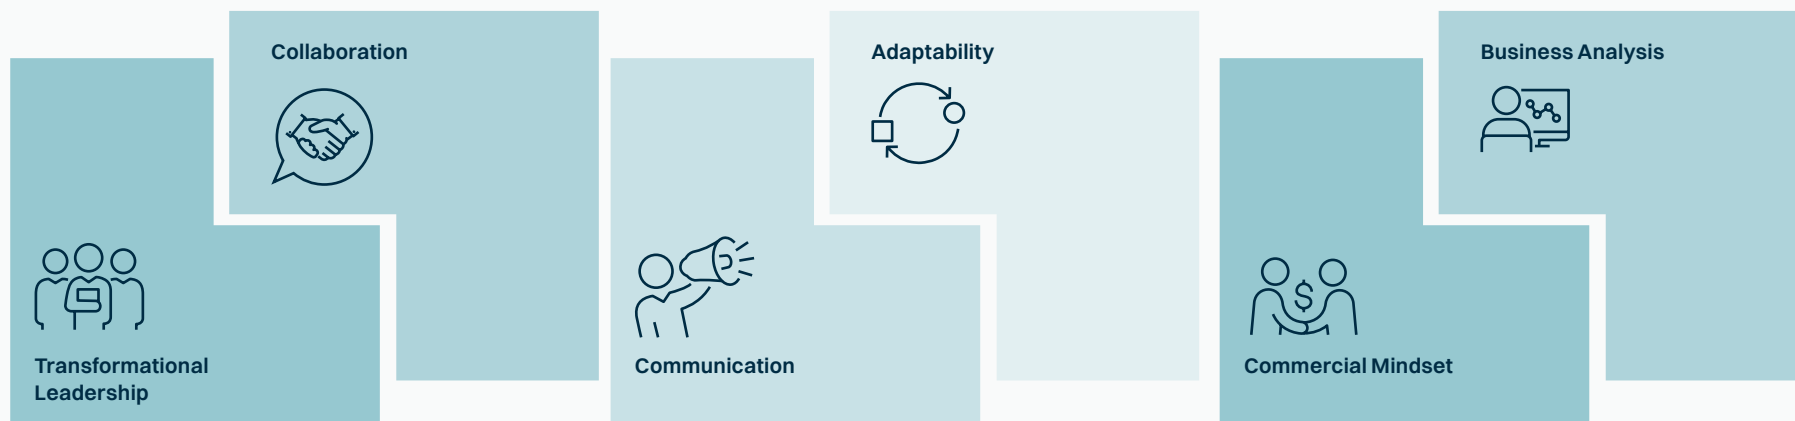 Collaboration
Adaptability
Business Analysis
Transformational
Leadership
Communication
Commercial Mindset